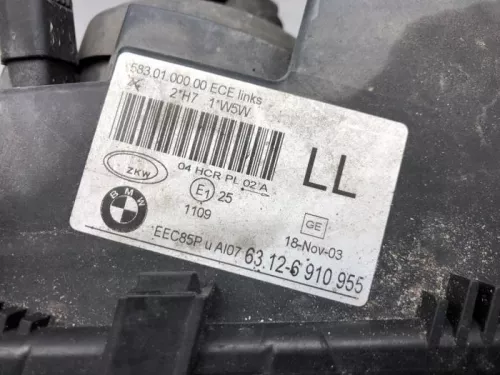 583.01.000.00 ECE links
2*H7 1*W5W
LL
ZKW
04 HCR PL 02 A
E1 25
1109
BMW
GE
18-Nov-03
EEC85P u AI07 63.12-6 910 955